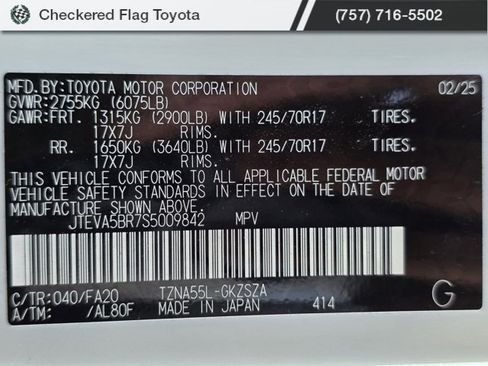 Checkered Flag Toyota
(757) 716-5502
MFD.BY:TOYOTA MOTOR CORPORATION 02/25
GVWR:2755KG (6075LB)
GAWR:FRT. 1315KG (2900LB) WITH 245/70R17 TIRES.
17X7J RIMS.
RR. 1650KG (3640LB) WITH 245/70R17 TIRES.
17X7J RIMS.
THIS VEHICLE CONFORMS TO ALL APPLICABLE FEDERAL MOTOR
VEHICLE SAFETY STANDARDS IN EFFECT ON THE DATE OF
MANUFACTURE SHOWN ABOVE.
JTEVA5BR7S5009842 MPV
C/TR:040/FA20 TZNA55L-GKZSZA
A/TM: /AL80F MADE IN JAPAN 414 G